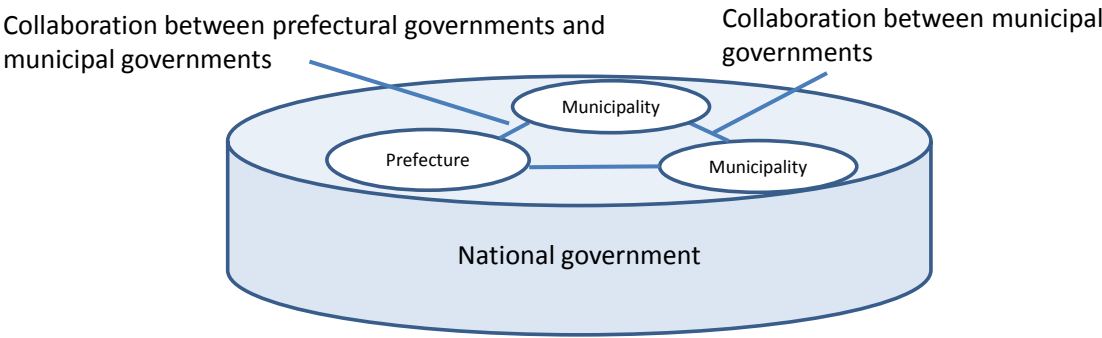 Collaboration between prefectural governments and
municipal governments
Collaboration between municipal
governments
Municipality
Prefecture
Municipality
National government